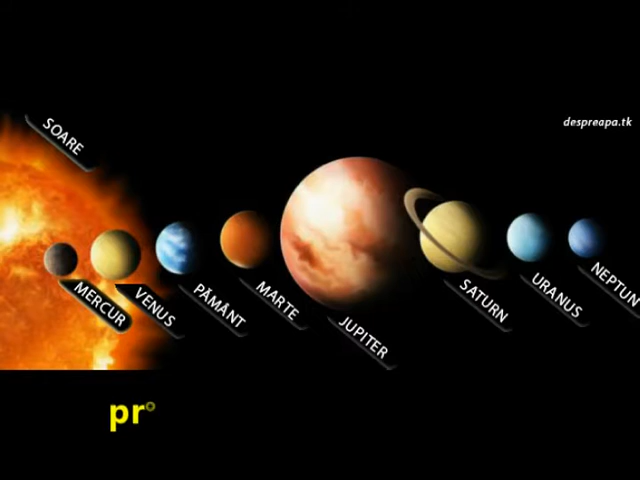 SOARE
despreapa.tk
MERCUR
VENUS
PĂMÂNT
MARTE
JUPITER
SATURN
URANUS
NEPTUN
pr